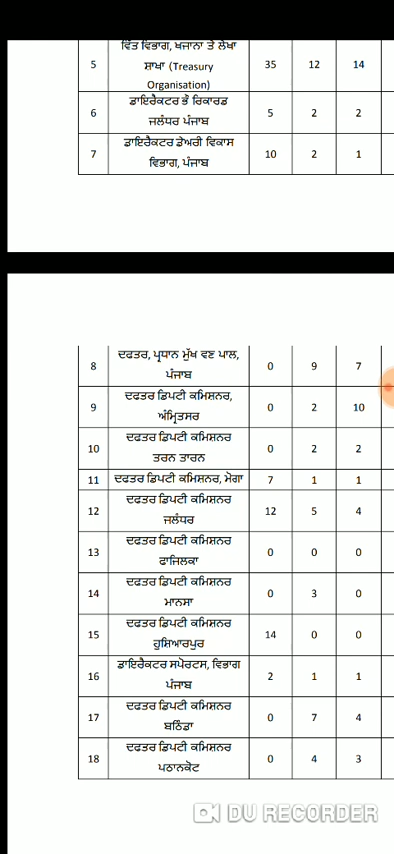 ਵਿੱਤ ਵਿਭਾਗ, ਖਜਾਨਾ ਤੇ ਲੇਖਾ
5 ਸ਼ਾਖਾ (Treasury 35 12 14
Organisation)
ਡਾਇਰੈਕਟਰ ਭੋਂ ਰਿਕਾਰਡ
6 5 2 2
ਜਲੰਧਰ ਪੰਜਾਬ
ਡਾਇਰੈਕਟਰ ਡੇਅਰੀ ਵਿਕਾਸ
7 10 2 1
ਵਿਭਾਗ, ਪੰਜਾਬ
ਦਫਤਰ, ਪ੍ਰਧਾਨ ਮੁੱਖ ਵਣ ਪਾਲ,
8 0 9 7
ਪੰਜਾਬ
ਦਫਤਰ ਡਿਪਟੀ ਕਮਿਸ਼ਨਰ,
9 0 2 10
ਅੰਮ੍ਰਿਤਸਰ
ਦਫਤਰ ਡਿਪਟੀ ਕਮਿਸ਼ਨਰ
10 0 2 2
ਤਰਨ ਤਾਰਨ
11 ਦਫਤਰ ਡਿਪਟੀ ਕਮਿਸ਼ਨਰ, ਮੋਗਾ 7 1 1
ਦਫਤਰ ਡਿਪਟੀ ਕਮਿਸ਼ਨਰ
12 12 5 4
ਜਲੰਧਰ
ਦਫਤਰ ਡਿਪਟੀ ਕਮਿਸ਼ਨਰ
13 0 0 0
ਫਾਜਿਲਕਾ
ਦਫਤਰ ਡਿਪਟੀ ਕਮਿਸ਼ਨਰ
14 0 3 0
ਮਾਨਸਾ
ਦਫਤਰ ਡਿਪਟੀ ਕਮਿਸ਼ਨਰ
15 14 0 0
ਹੁਸ਼ਿਆਰਪੁਰ
ਡਾਇਰੈਕਟਰ ਸਪੋਰਟਸ, ਵਿਭਾਗ
16 2 1 1
ਪੰਜਾਬ
ਦਫਤਰ ਡਿਪਟੀ ਕਮਿਸ਼ਨਰ
17 0 7 4
ਬਠਿੰਡਾ
ਦਫਤਰ ਡਿਪਟੀ ਕਮਿਸ਼ਨਰ
18 0 4 3
ਪਠਾਨਕੋਟ
DU RECORDER